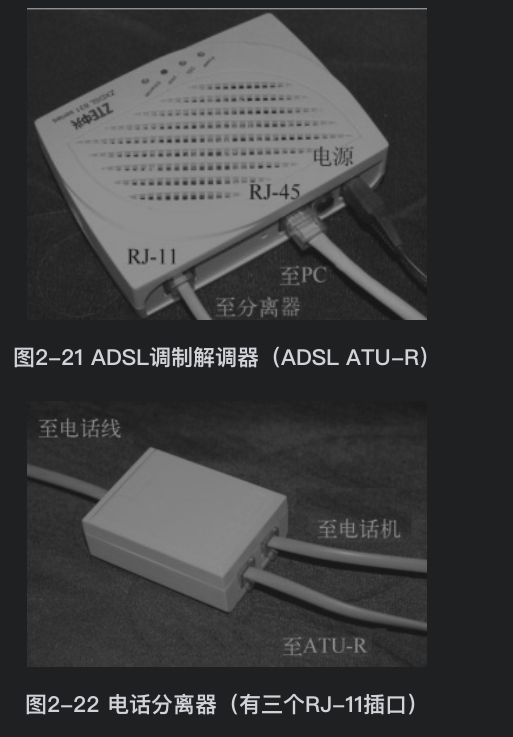 ZXDSL 831 series
ZTE中兴
电源
RJ-45
RJ-11
至PC
至分离器
图2-21 ADSL调制解调器（ADSL ATU-R）
至电话线
至电话机
至ATU-R
图2-22 电话分离器（有三个RJ-11插口）